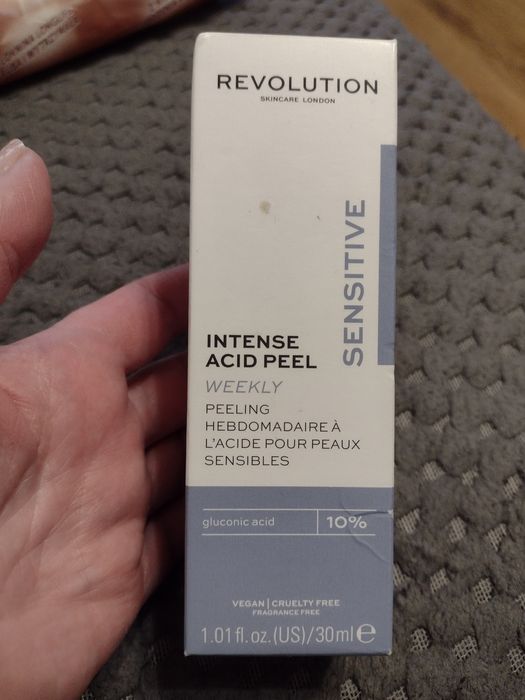 REVOLUTION
SKINCARE LONDON
SENSITIVE
INTENSE
ACID PEEL
WEEKLY
PEELING
HEBDOMADAIRE À
L'ACIDE POUR PEAUX
SENSIBLES
gluconic acid 10%
VEGAN | CRUELTY FREE
FRAGRANCE FREE
1.01 fl. oz. (US)/30ml e